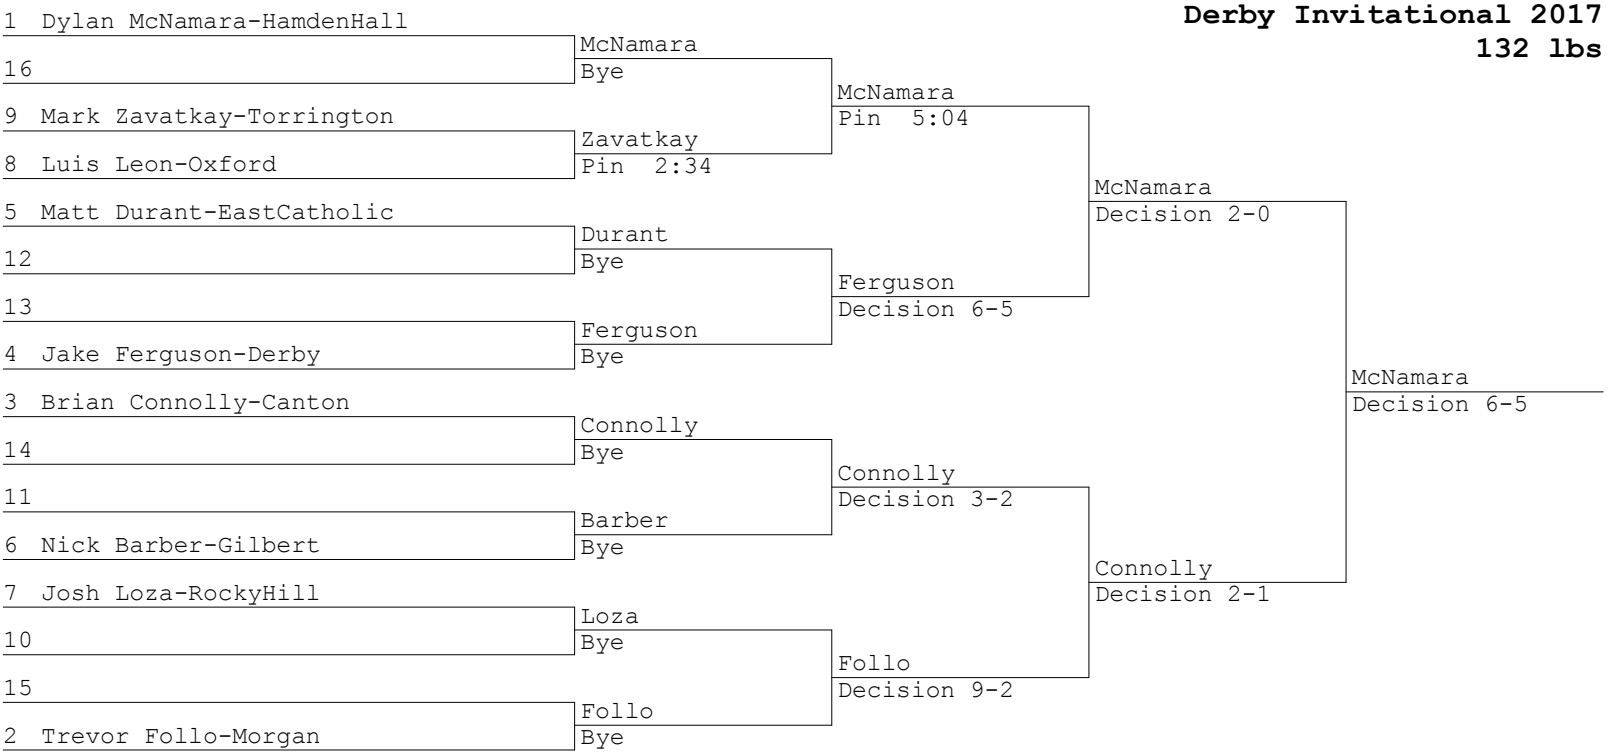 Derby Invitational 2017
132 lbs
1 Dylan McNamara-HamdenHall
16
9 Mark Zavatkay-Torrington
8 Luis Leon-Oxford
5 Matt Durant-EastCatholic
12
13
4 Jake Ferguson-Derby
3 Brian Connolly-Canton
14
11
6 Nick Barber-Gilbert
7 Josh Loza-RockyHill
10
15
2 Trevor Follo-Morgan
McNamara
Bye
Zavatkay
Pin 2:34
Durant
Bye
Ferguson
Bye
Connolly
Bye
Barber
Bye
Loza
Bye
Follo
Bye
McNamara
Pin 5:04
Ferguson
Decision 6-5
Connolly
Decision 3-2
Follo
Decision 9-2
McNamara
Decision 2-0
Connolly
Decision 2-1
McNamara
Decision 6-5